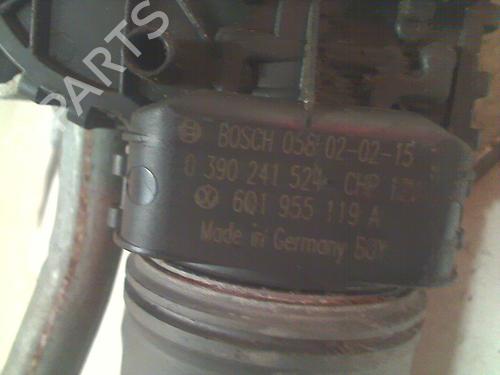 B-PARTS
BOSCH 058 02-02-15
0 390 241 524 CHP 12V
6Q1 955 119 A
Made in Germany